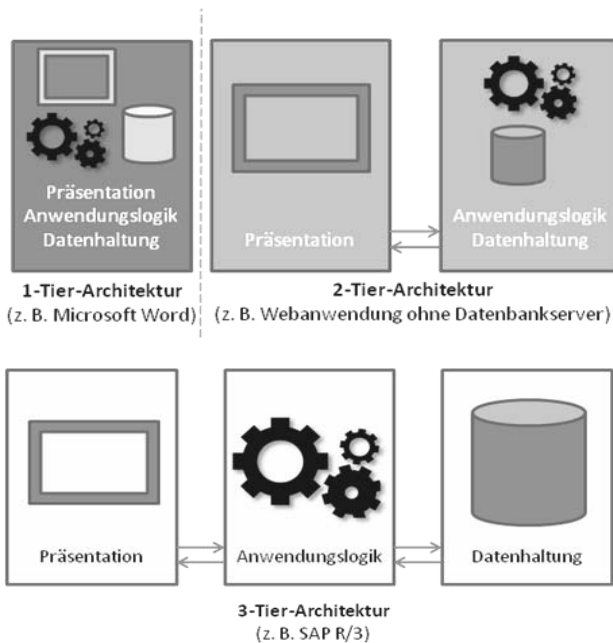 Präsentation
Anwendungslogik
Datenhaltung
1-Tier-Architektur
(z. B. Microsoft Word)
Präsentation
Anwendungslogik
Datenhaltung
2-Tier-Architektur
(z. B. Webanwendung ohne Datenbankserver)
Präsentation
Anwendungslogik
Datenhaltung
3-Tier-Architektur
(z. B. SAP R/3)